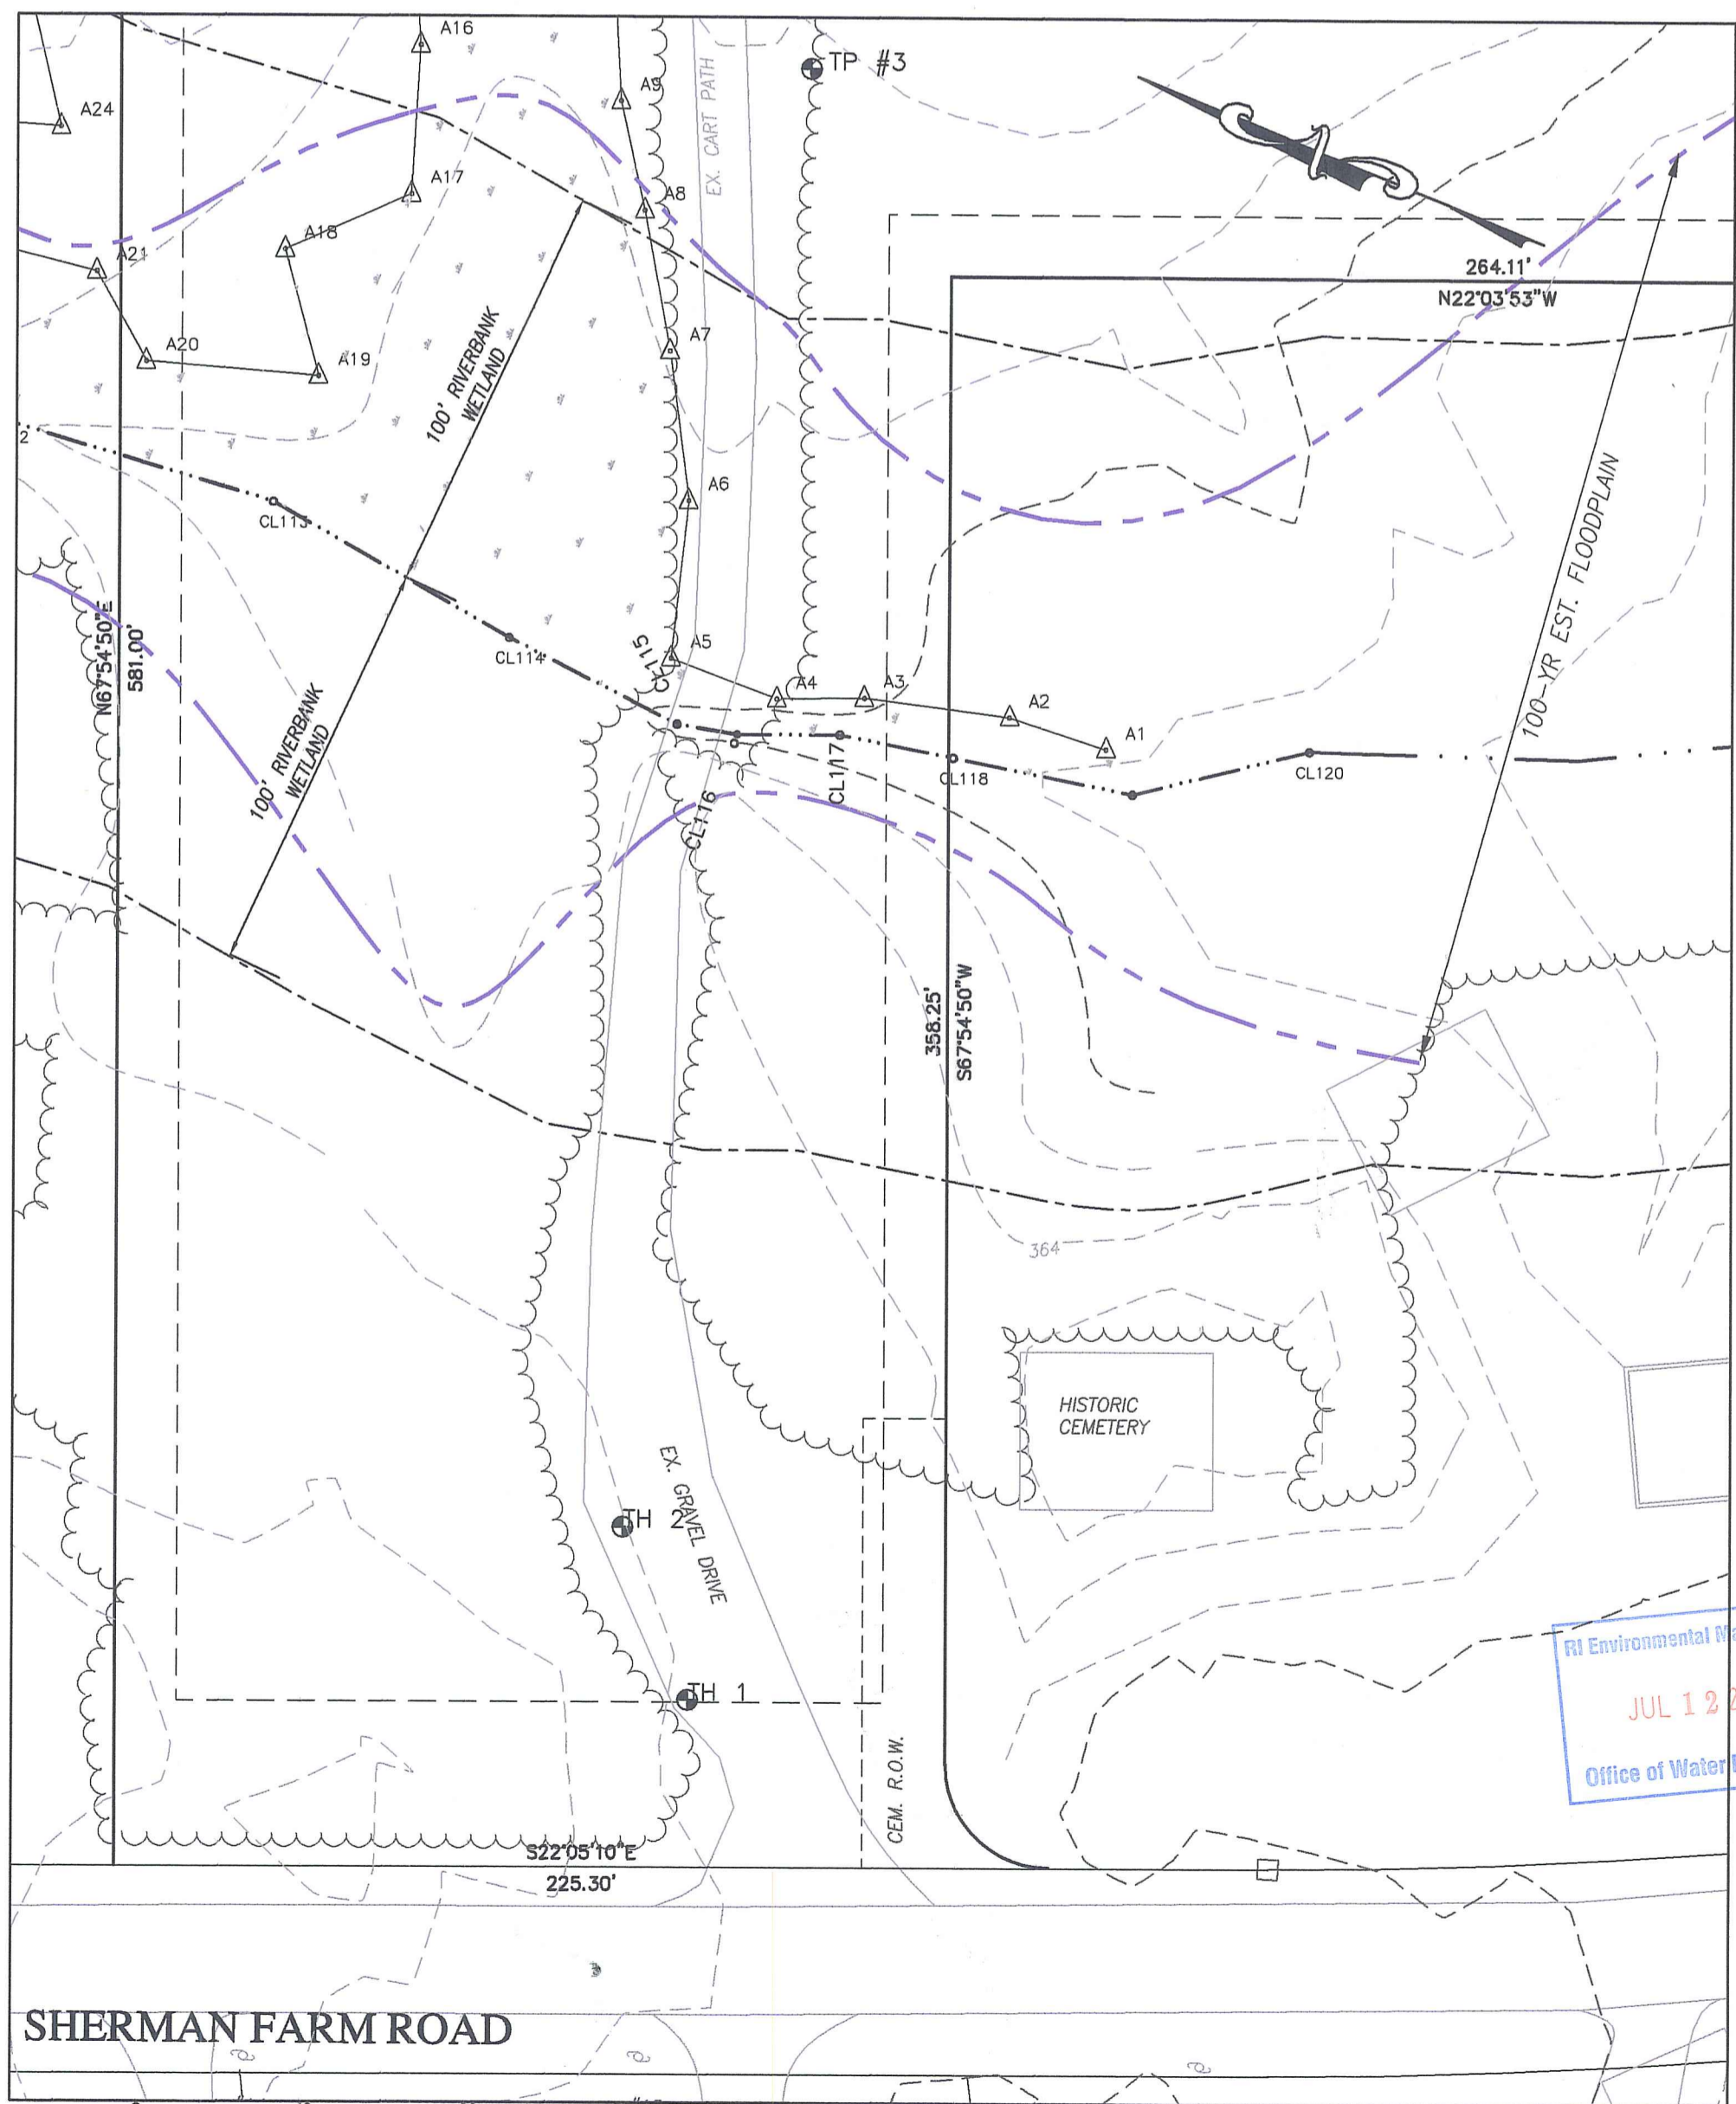 A16
TP #3
A9
A24
EX. CART PATH
A17
A8
A18
A21
264.11'
N22°03'53"W
A7
A20
A19
100' RIVERBANK
WETLAND
2
A6
CL113
100-YR EST. FLOODPLAIN
N67°54'50"E
581.00'
CL114
CL115
A5
A4
A3
A2
A1
100' RIVERBANK
WETLAND
CL117
CL118
CL120
CL116
358.25'
S67°54'50"W
364
HISTORIC
CEMETERY
EX. GRAVEL DRIVE
TH 2
RI Environmental Ma
JUL 12 2
Office of Water
TH 1
CEM. R.O.W.
S22°05'10"E
225.30'
SHERMAN FARM ROAD